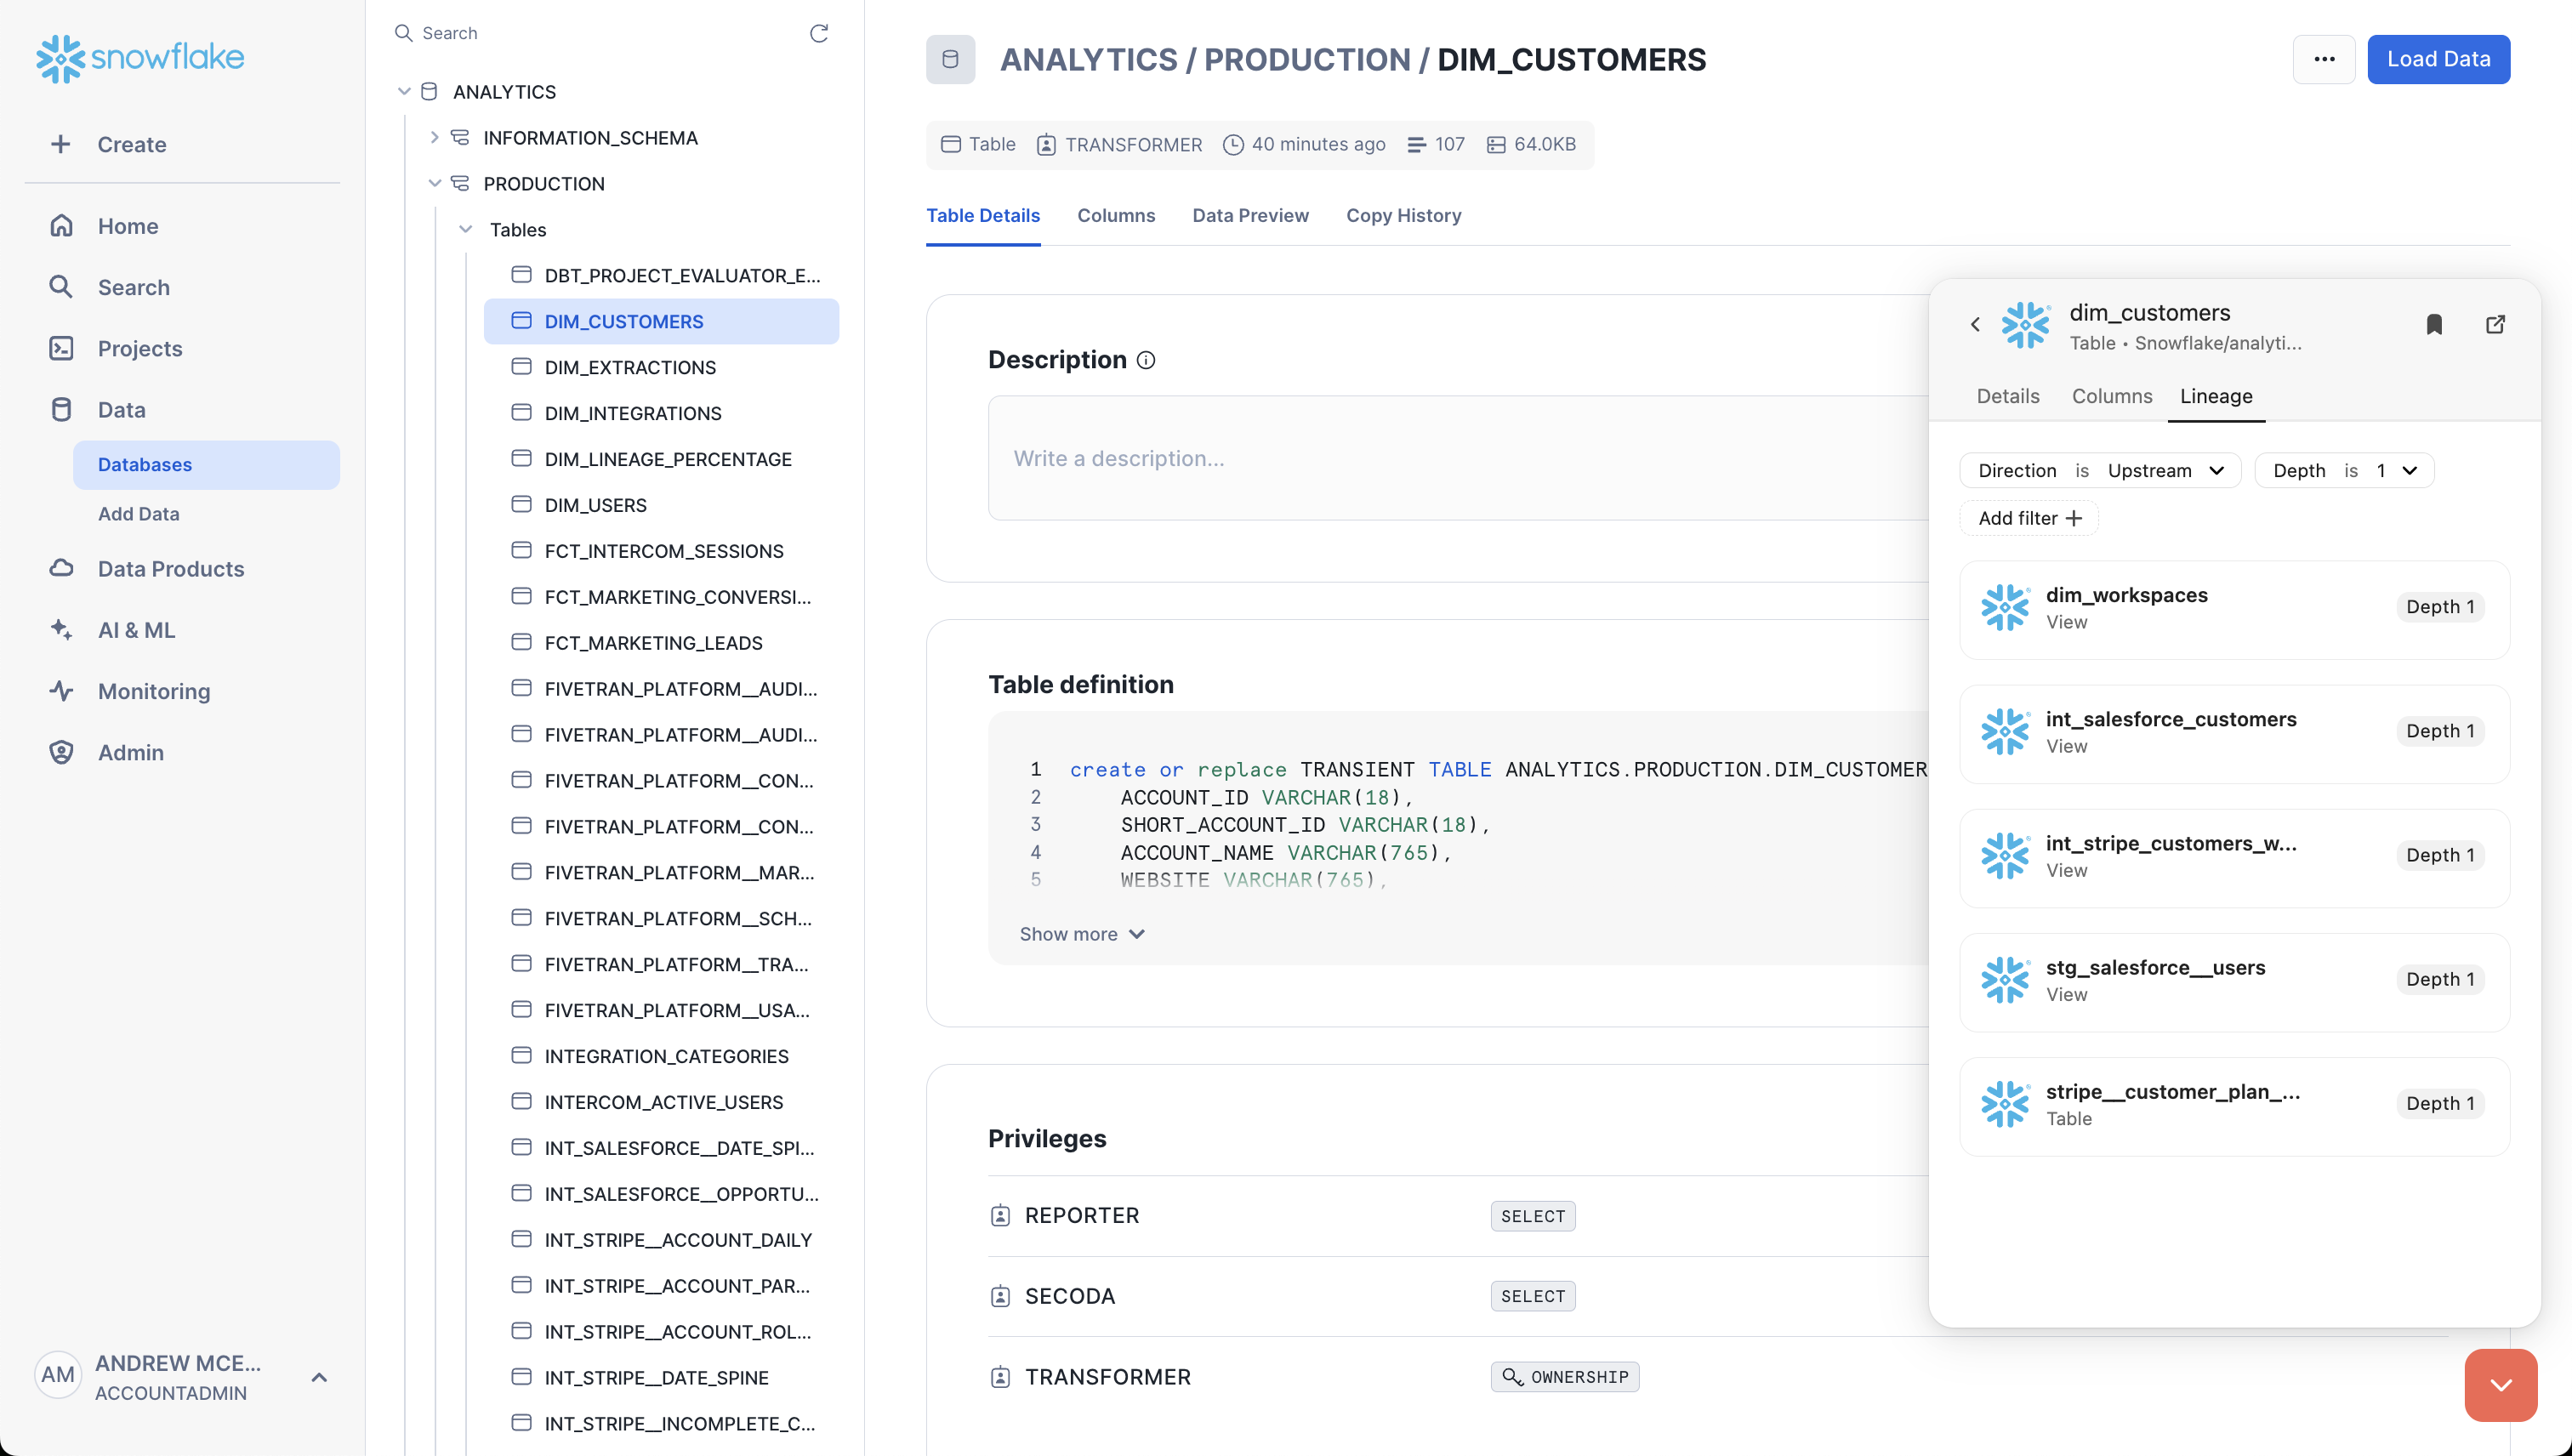 snowflake
Create
Home
Search
Projects
Data
Databases
Add Data
Data Products
AI & ML
Monitoring
Admin
AM
ANDREW MCE...
ACCOUNTADMIN
Search
ANALYTICS
INFORMATION_SCHEMA
PRODUCTION
Tables
DBT_PROJECT_EVALUATOR_E...
DIM_CUSTOMERS
DIM_EXTRACTIONS
DIM_INTEGRATIONS
DIM_LINEAGE_PERCENTAGE
DIM_USERS
FCT_INTERCOM_SESSIONS
FCT_MARKETING_CONVERSI...
FCT_MARKETING_LEADS
FIVETRAN_PLATFORM__AUDI...
FIVETRAN_PLATFORM__AUDI...
FIVETRAN_PLATFORM__CON...
FIVETRAN_PLATFORM__CON...
FIVETRAN_PLATFORM__MAR...
FIVETRAN_PLATFORM__SCH...
FIVETRAN_PLATFORM__TRA...
FIVETRAN_PLATFORM__USA...
INTEGRATION_CATEGORIES
INTERCOM_ACTIVE_USERS
INT_SALESFORCE__DATE_SPI...
INT_SALESFORCE__OPPORTU...
INT_STRIPE__ACCOUNT_DAILY
INT_STRIPE__ACCOUNT_PAR...
INT_STRIPE__ACCOUNT_ROL...
INT_STRIPE__DATE_SPINE
INT_STRIPE__INCOMPLETE_C...
ANALYTICS / PRODUCTION / DIM_CUSTOMERS
... Load Data
Table TRANSFORMER 40 minutes ago 107 64.0KB
Table Details Columns Data Preview Copy History
Description
Write a description...
Table definition
1 create or replace TRANSIENT TABLE ANALYTICS.PRODUCTION.DIM_CUSTOMER
2 ACCOUNT_ID VARCHAR(18),
3 SHORT_ACCOUNT_ID VARCHAR(18),
4 ACCOUNT_NAME VARCHAR(765),
5 WEBSITE VARCHAR(765),
Show more
Privileges
REPORTER SELECT
SECODA SELECT
TRANSFORMER OWNERSHIP
dim_customers
Table • Snowflake/analyti...
Details Columns Lineage
Direction is Upstream Depth is 1
Add filter +
dim_workspaces
View
Depth 1
int_salesforce_customers
View
Depth 1
int_stripe_customers_w...
View
Depth 1
stg_salesforce__users
View
Depth 1
stripe__customer_plan_...
Table
Depth 1